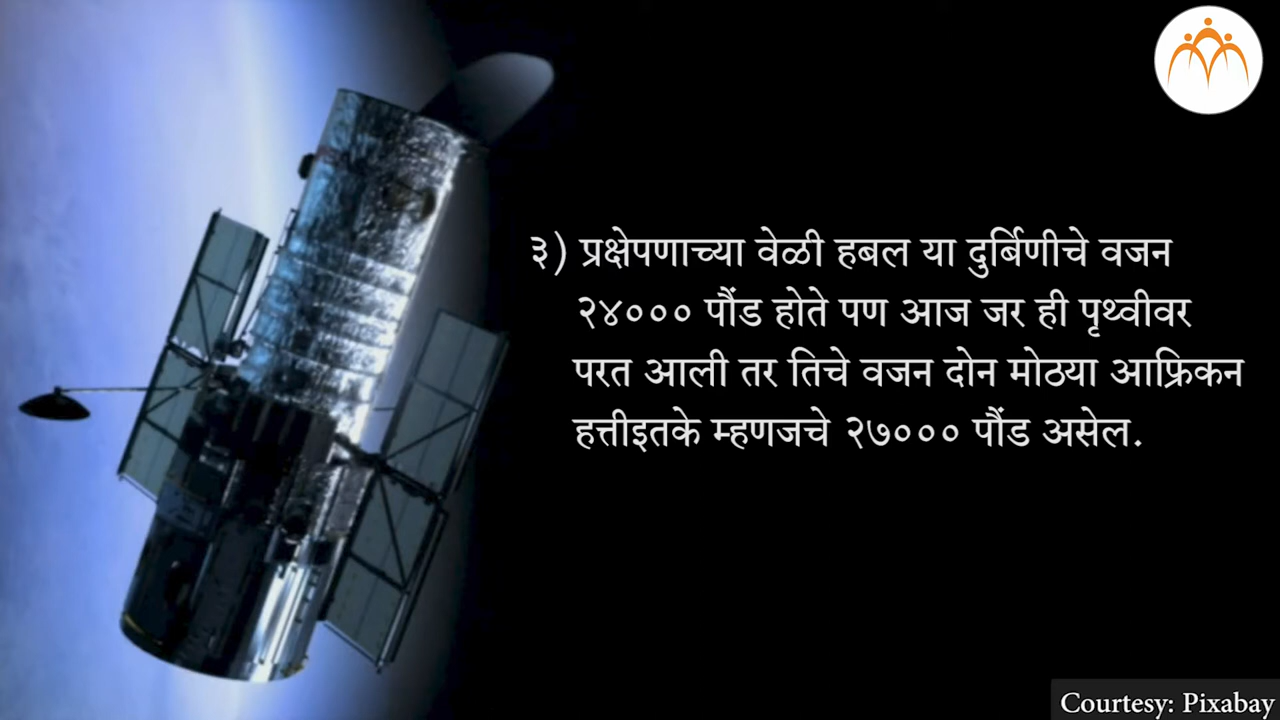 ३) प्रक्षेपणाच्या वेळी हबल या दुर्बिणीचे वजन
२४००० पौंड होते पण आज जर ही पृथ्वीवर
परत आली तर तिचे वजन दोन मोठया आफ्रिकन
हत्तीइतके म्हणजचे २७००० पौंड असेल.
Courtesy: Pixabay